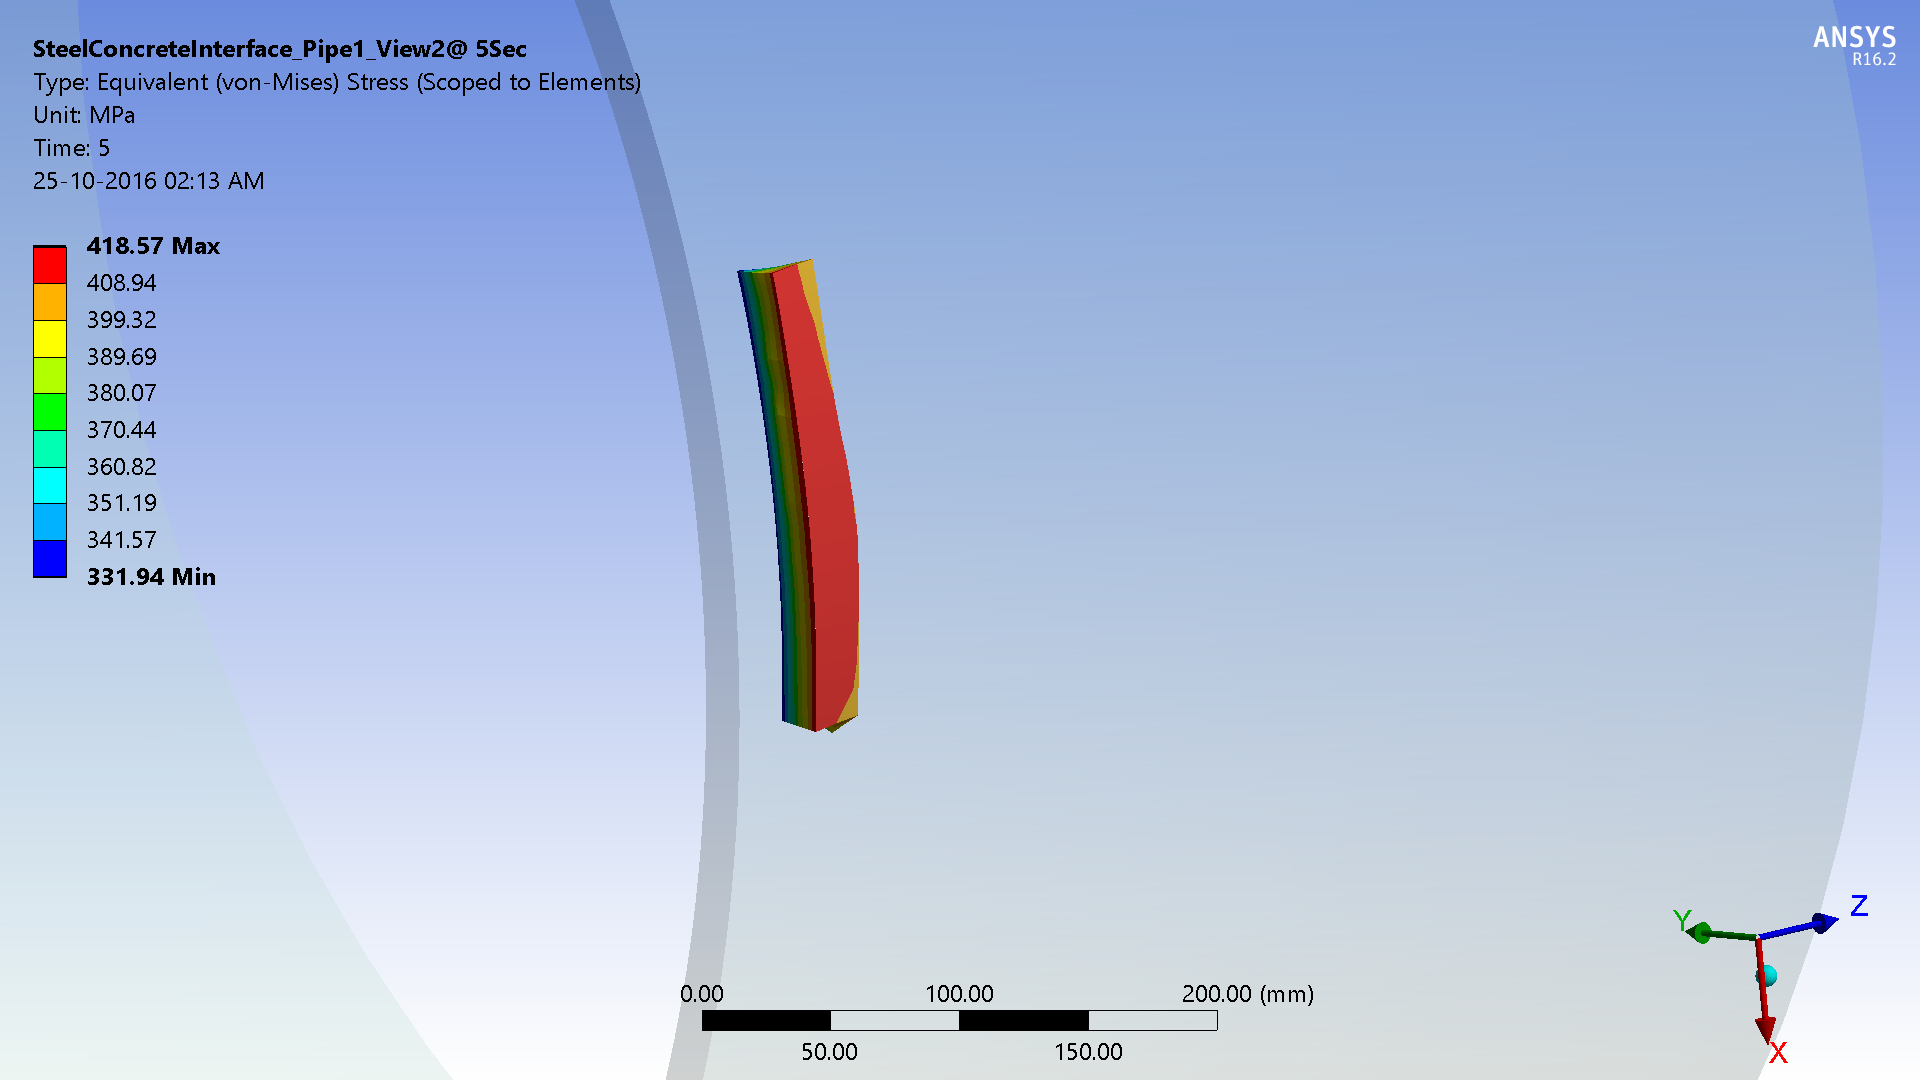 SteelConcreteInterface_Pipe1_View2@ 5Sec
Type: Equivalent (von-Mises) Stress (Scoped to Elements)
Unit: MPa
Time: 5
25-10-2016 02:13 AM
ANSYS
R16.2
418.57 Max
408.94
399.32
389.69
380.07
370.44
360.82
351.19
341.57
331.94 Min
Y
Z
X
0.00 100.00 200.00 (mm)
50.00 150.00